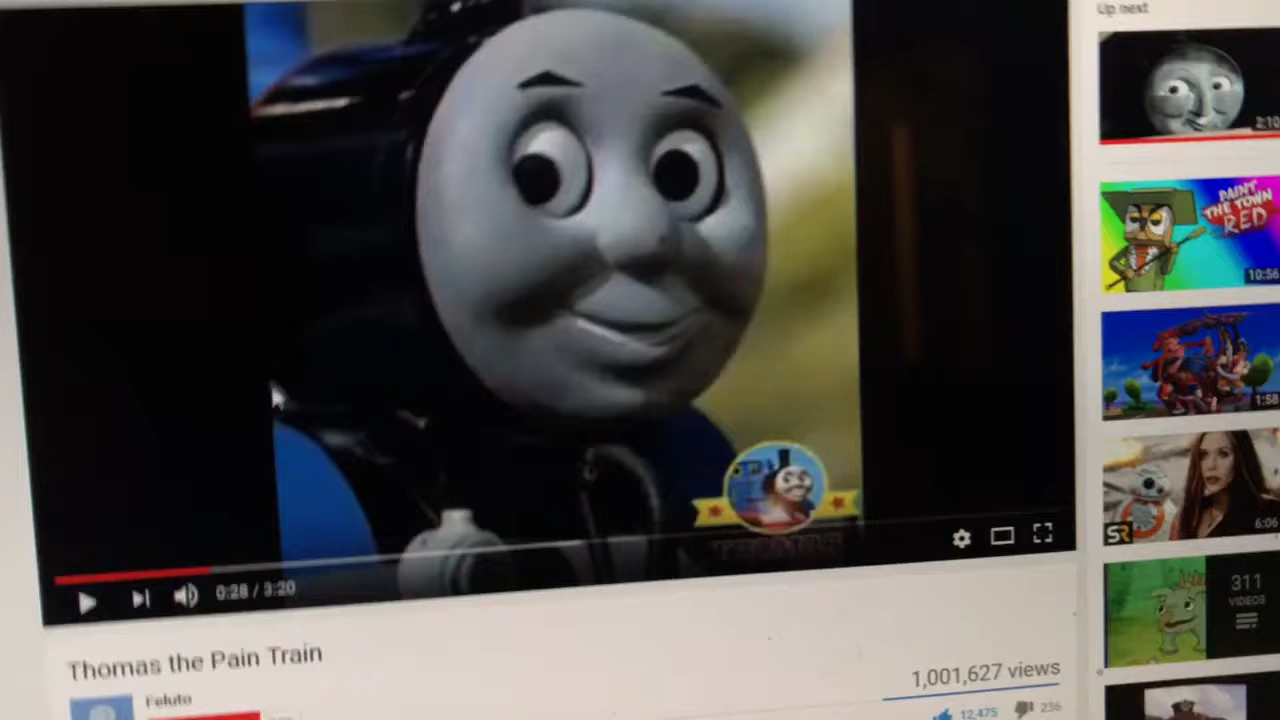 Up next
2:10
PAINT
THE TOWN
RED
10:56
1:58
SR
6:06
311
VIDEOS
0:28 / 3:20
Thomas the Pain Train
Feluto
1,001,627 views
12,475
236